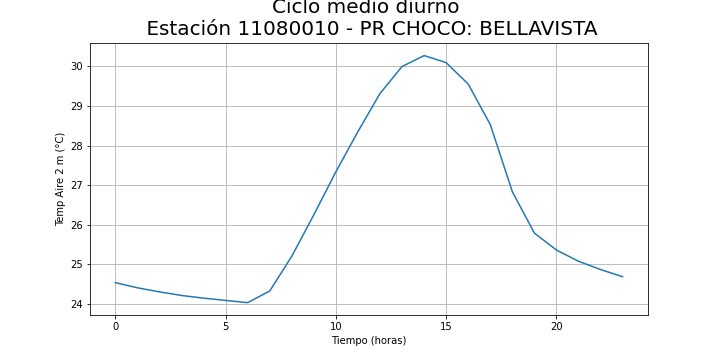 Ciclo medio diurno
Estación 11080010 - PR CHOCO: BELLAVISTA
30
29
28
27
26
25
24
Temp Aire 2 m (°C)
0 5 10 15 20
Tiempo (horas)